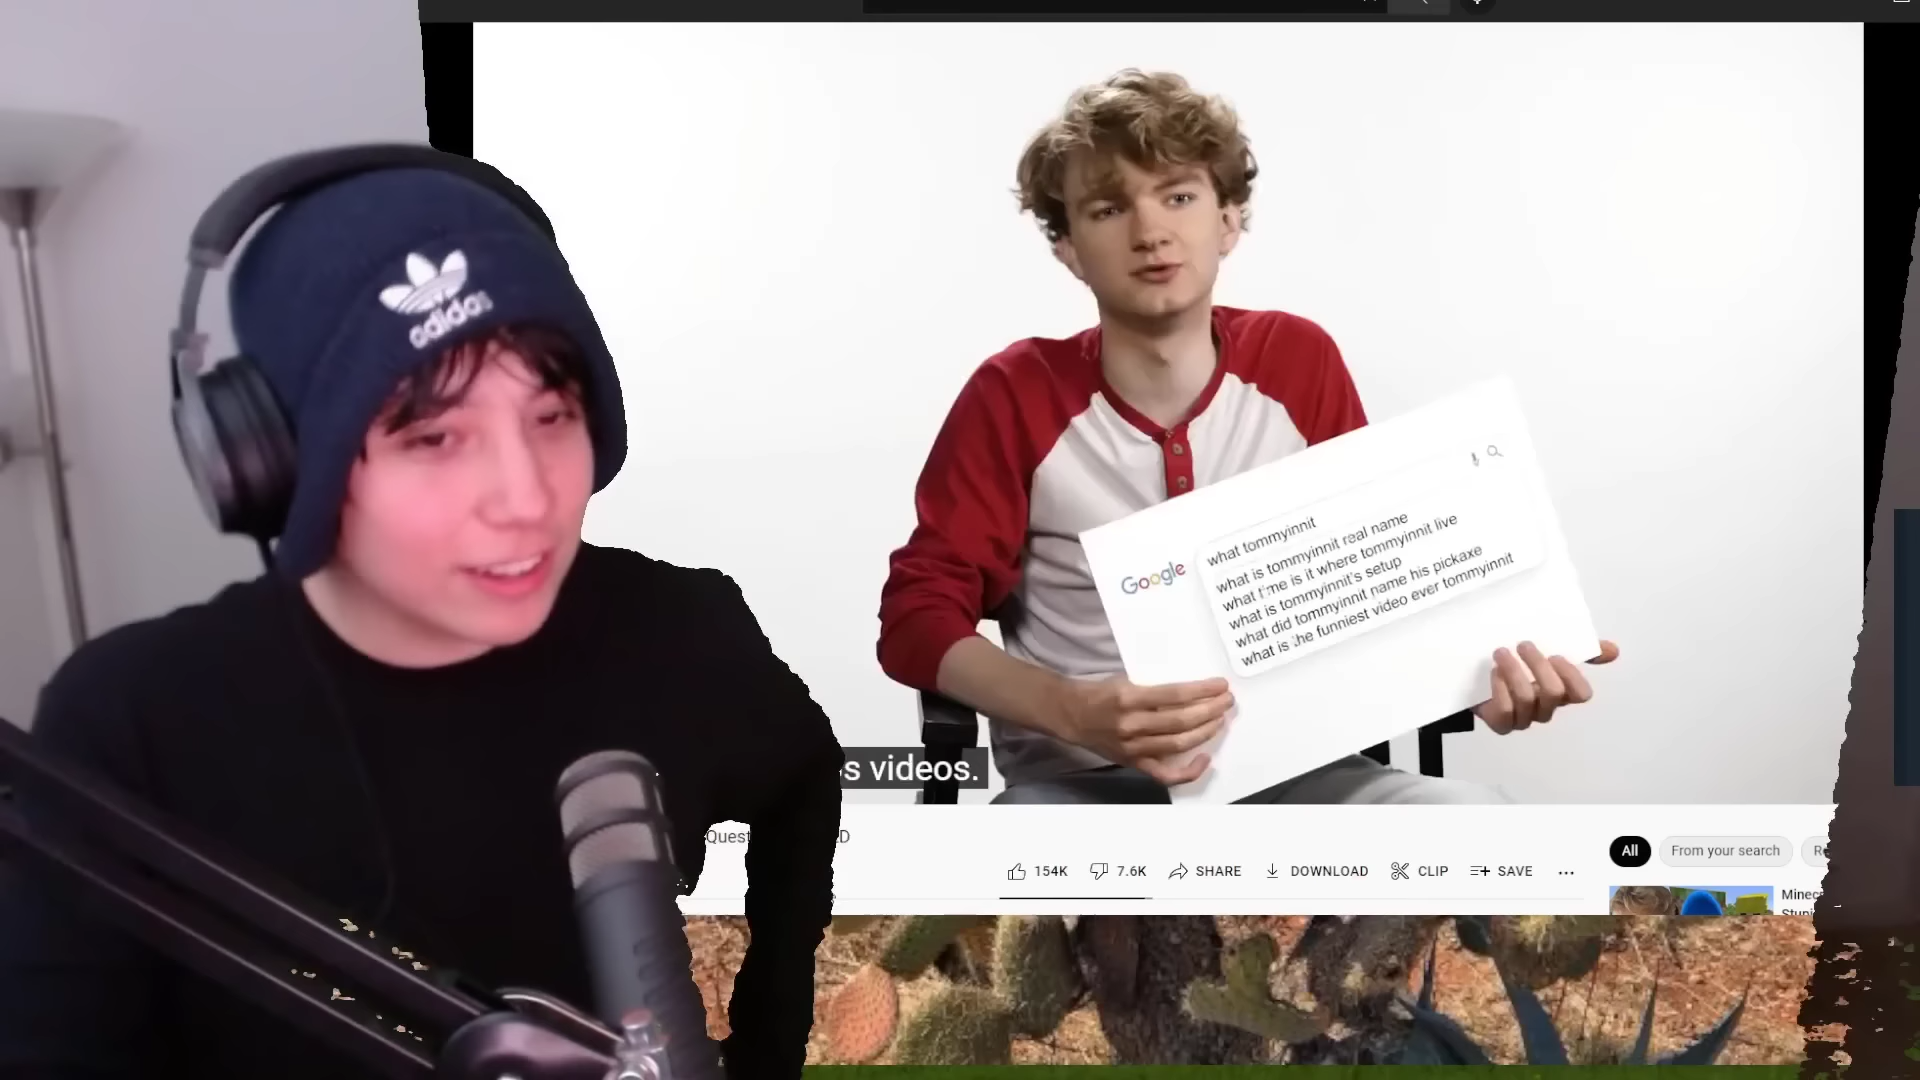 adidas
Google
what tommyinnit
what is tommyinnit real name
what time is it where tommyinnit live
what is tommyinnit's setup
what did tommyinnit name his pickaxe
what is the funniest video ever tommyinnit
s videos.
Quest
D
154K
7.6K
SHARE
DOWNLOAD
CLIP
SAVE
All
From your search
R
Minec
Stup